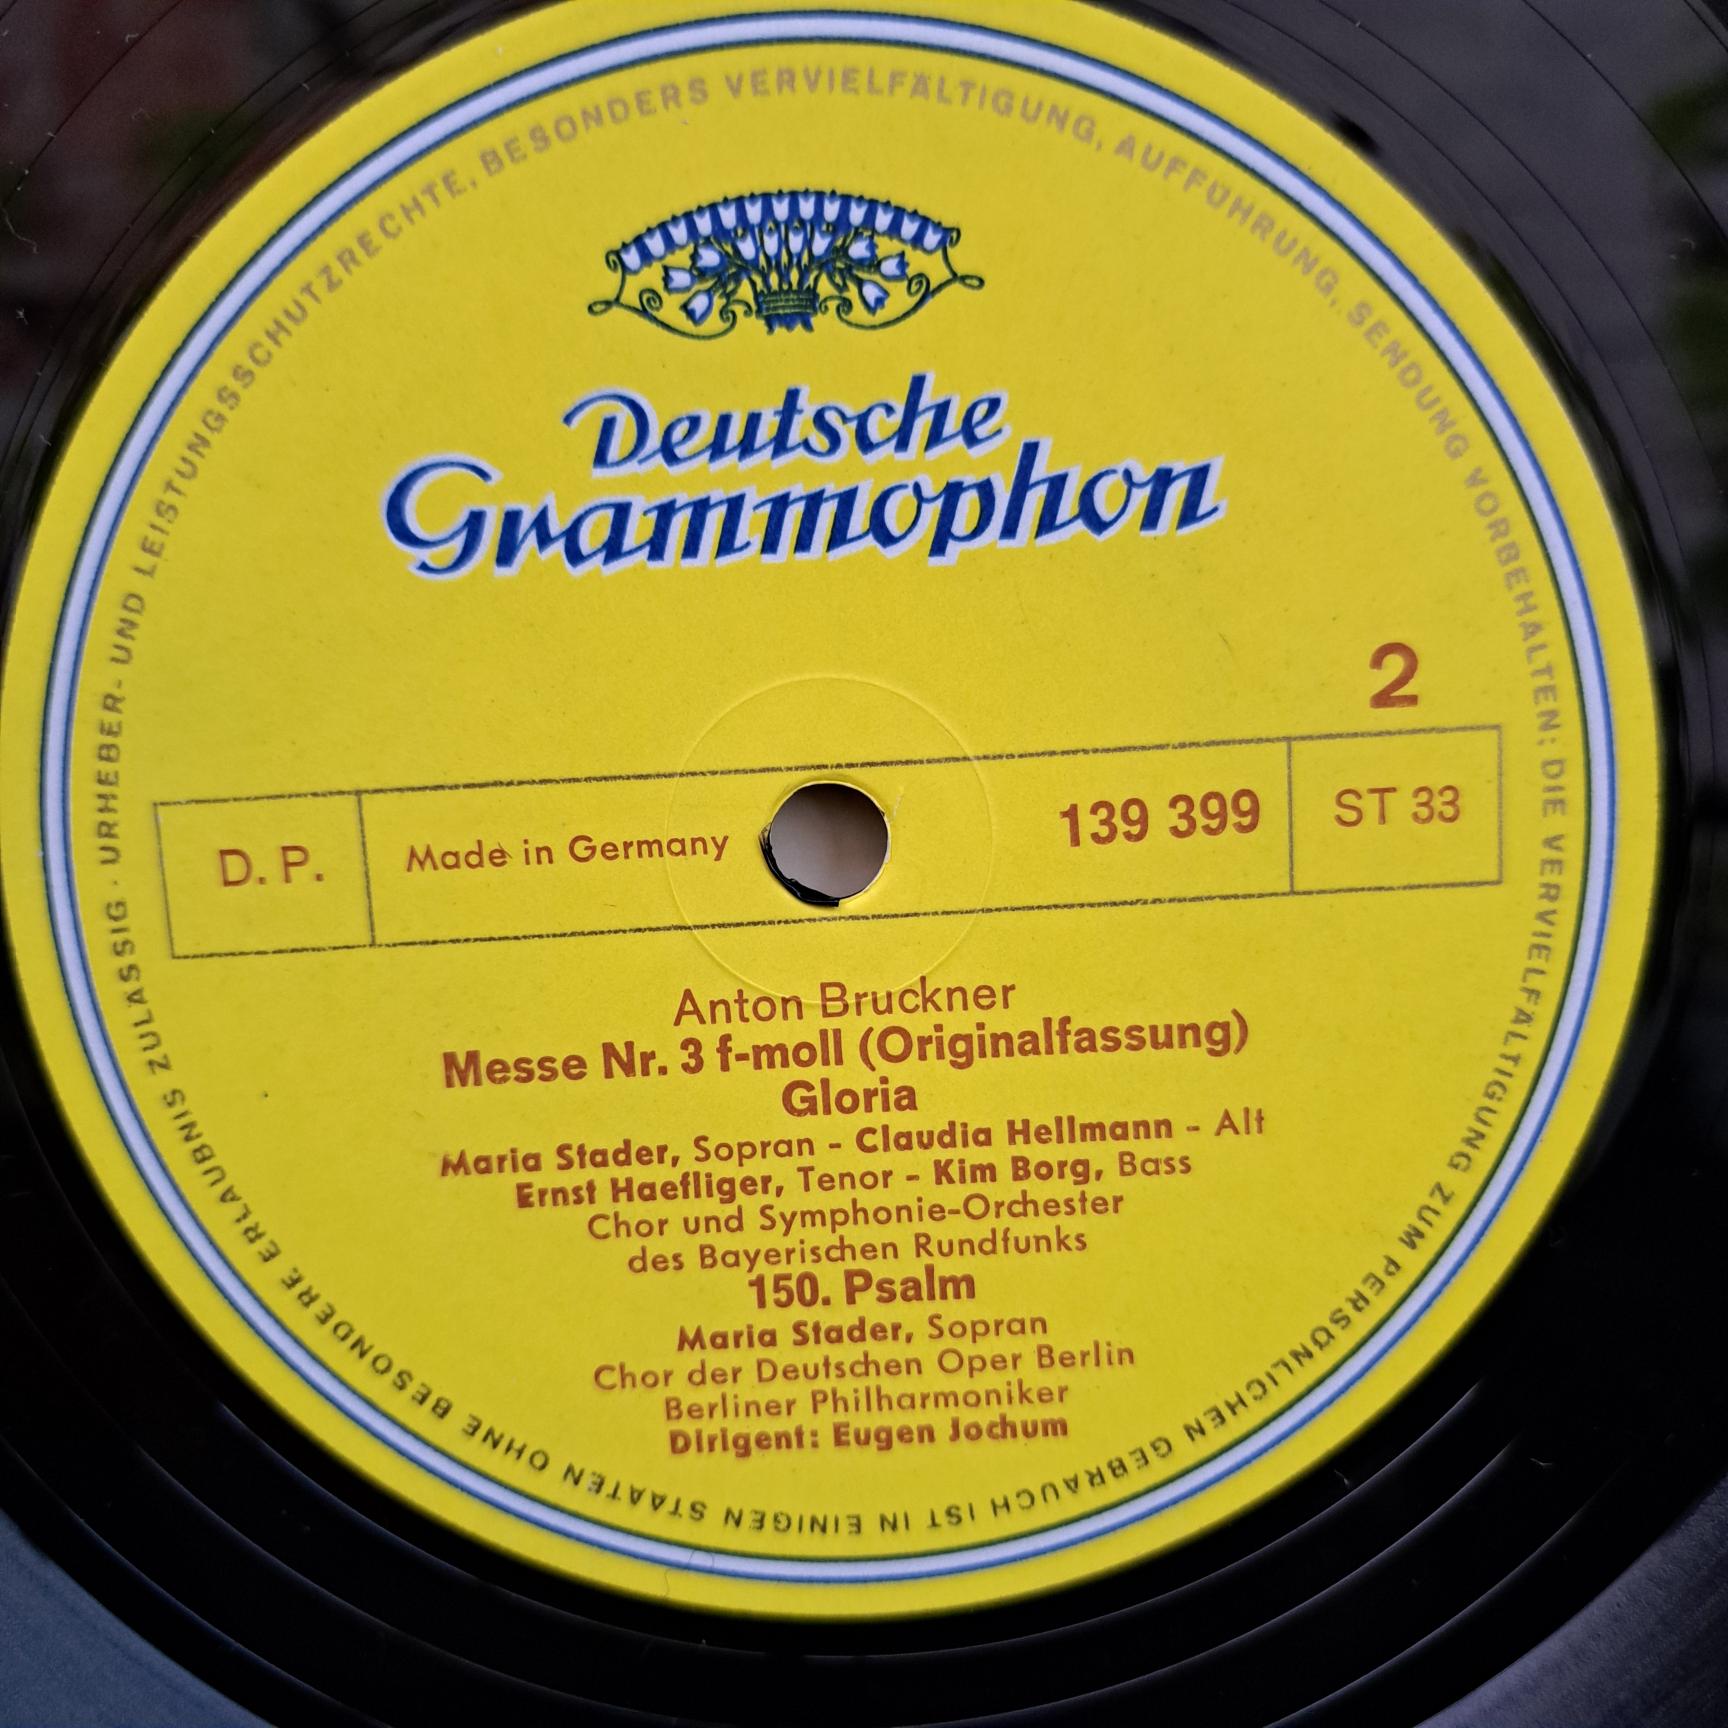 URHEBER- UND LEISTUNGSSCHUTZRECHTE, BESONDERS VERVIELFÄLTIGUNG, AUFFÜHRUNG, SENDUNG VORBEHALTEN; DIE VERVIELFÄLTIGUNG ZUM PERSÖNLICHEN GEBRAUCH IST IN EINIGEN STAATEN OHNE BESONDERE ERLAUBNIS ZULÄSSIG ·
Deutsche
Grammophon
2
D. P. Made in Germany 139 399 ST 33
Anton Bruckner
Messe Nr. 3 f-moll (Originalfassung)
Gloria
Maria Stader, Sopran – Claudia Hellmann – Alt
Ernst Haefliger, Tenor – Kim Borg, Bass
Chor und Symphonie-Orchester
des Bayerischen Rundfunks
150. Psalm
Maria Stader, Sopran
Chor der Deutschen Oper Berlin
Berliner Philharmoniker
Dirigent: Eugen Jochum